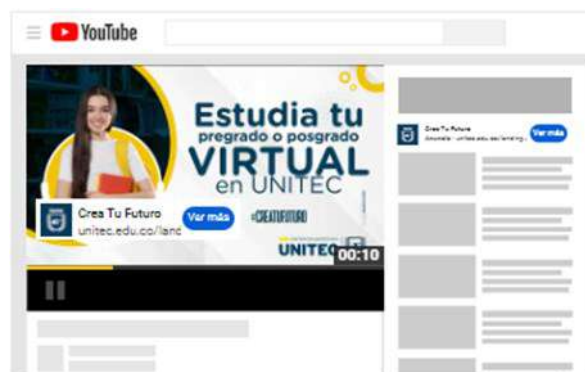 YouTube
Estudia tu
pregrado o posgrado
VIRTUAL
en UNITEC
Crea Tu Futuro
unitec.edu.co/land
Ver más
#CREATUFUTURO
UNITEC
00:10
Crea Tu Futuro
Ver más